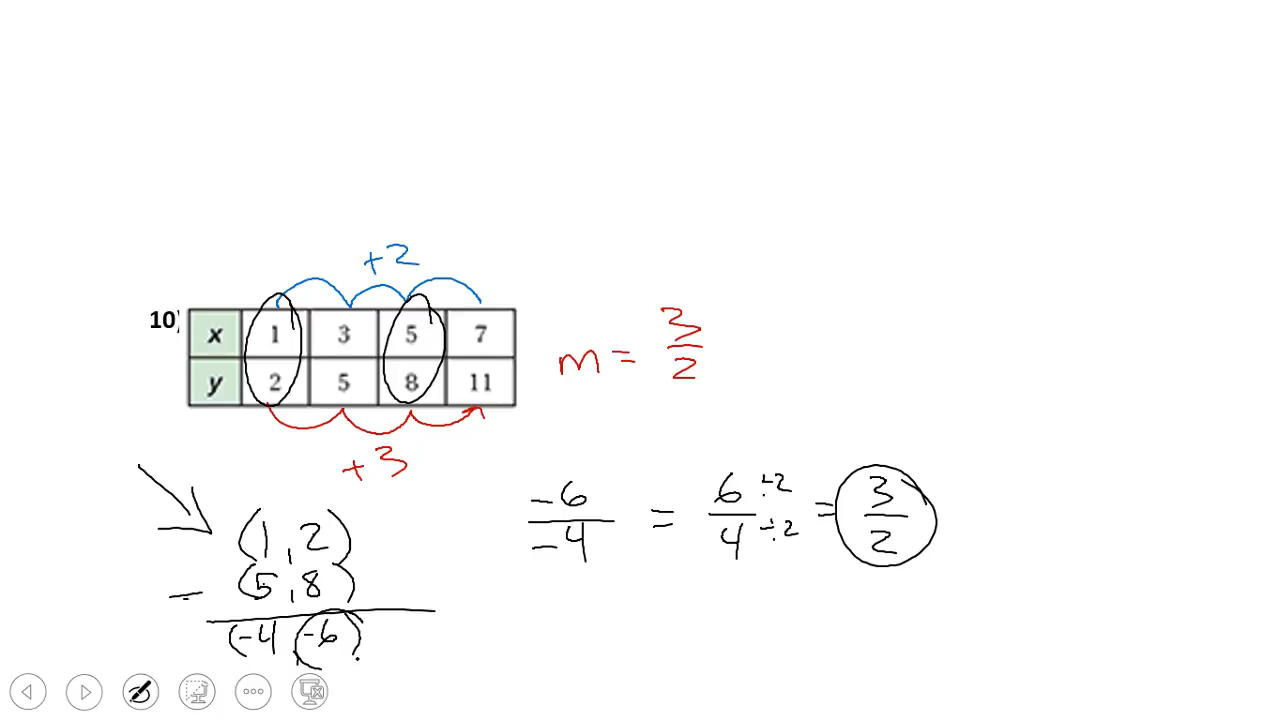 +2
10)
x 1 3 5 7
y 2 5 8 11
m = 3/2
+3
(1, 2)
- (5, 8)
(-4, -6)
-6/-4 = 6÷2/4÷2 = 3/2